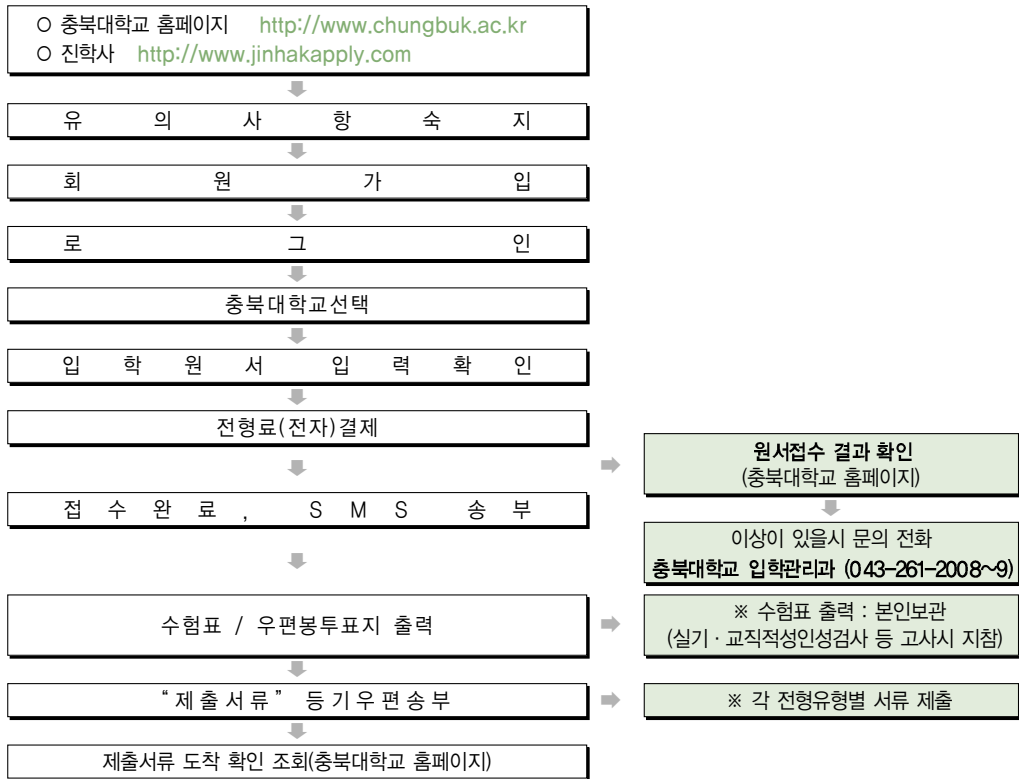 ○ 충북대학교 홈페이지 http://www.chungbuk.ac.kr
○ 진학사 http://www.jinhakapply.com
유 의 사 항 숙 지
회 원 가 입
로 그 인
충북대학교선택
입 학 원 서 입 력 확 인
전형료(전자)결제
원서접수 결과 확인
(충북대학교 홈페이지)
접 수 완 료 , S M S 송 부
이상이 있을시 문의 전화
충북대학교 입학관리과 (043-261-2008~9)
수험표 / 우편봉투표지 출력
※ 수험표 출력 : 본인보관
(실기·교직적성인성검사 등 고사시 지참)
“제출서류” 등기우편송부
※ 각 전형유형별 서류 제출
제출서류 도착 확인 조회(충북대학교 홈페이지)